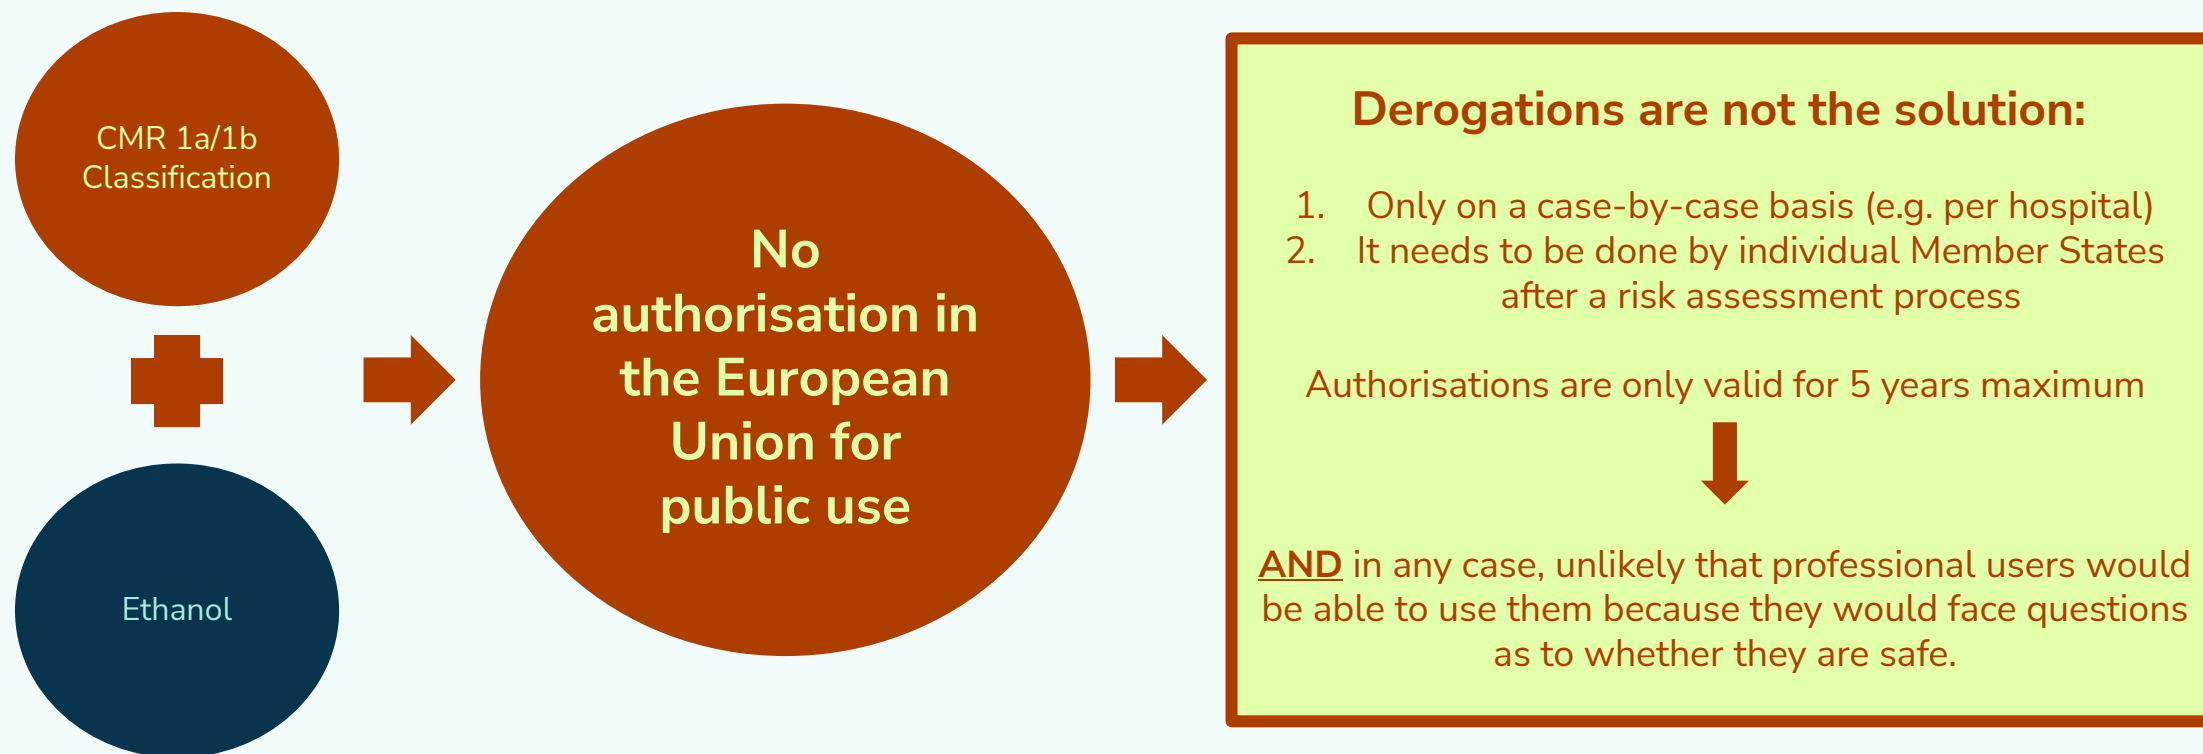 CMR 1a/1b
Classification
Ethanol
No
authorisation in
the European
Union for
public use
Derogations are not the solution:
1. Only on a case-by-case basis (e.g. per hospital)
2. It needs to be done by individual Member States
after a risk assessment process
Authorisations are only valid for 5 years maximum
AND in any case, unlikely that professional users would
be able to use them because they would face questions
as to whether they are safe.